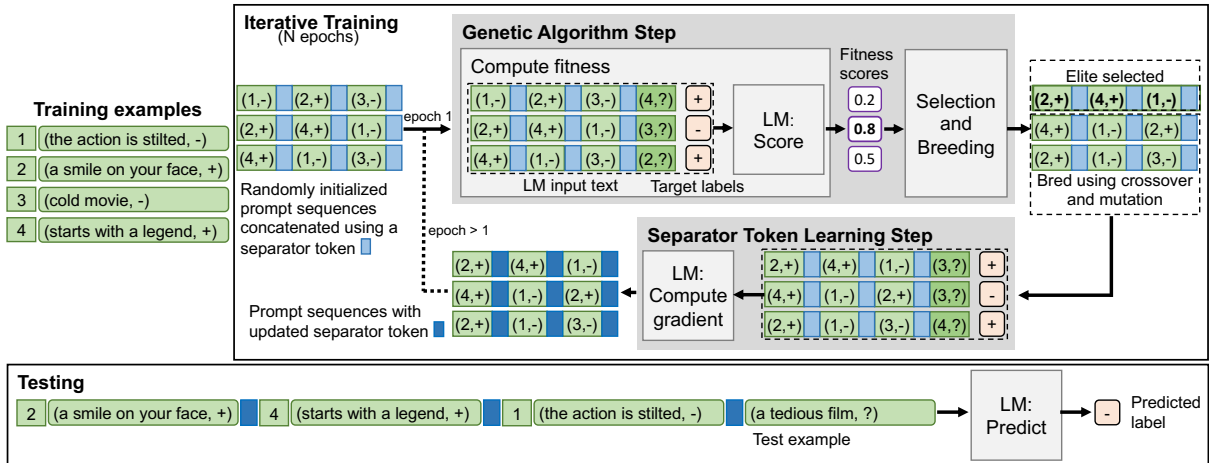 Training examples
1 (the action is stilted, -)
2 (a smile on your face, +)
3 (cold movie, -)
4 (starts with a legend, +)
Iterative Training
(N epochs)
(1,-) (2,+) (3,-)
(2,+) (4,+) (1,-)
(4,+) (1,-) (3,-)
Randomly initialized
prompt sequences
concatenated using a
separator token
epoch 1
epoch > 1
Genetic Algorithm Step
Compute fitness
(1,-) (2,+) (3,-) (4,?) +
(2,+) (4,+) (1,-) (3,?) -
(4,+) (1,-) (3,-) (2,?) +
LM input text
Target labels
LM:
Score
Fitness
scores
0.2
0.8
0.5
Selection
and
Breeding
Elite selected
(2,+) (4,+) (1,-)
(4,+) (1,-) (2,+)
(2,+) (1,-) (3,-)
Bred using crossover
and mutation
Separator Token Learning Step
2,+) (4,+) (1,-) (3,?) +
(4,+) (1,-) (2,+) (3,?) -
(2,+) (1,-) (3,-) (4,?) +
LM:
Compute
gradient
(2,+) (4,+) (1,-)
(4,+) (1,-) (2,+)
(2,+) (1,-) (3,-)
Prompt sequences with
updated separator token
Testing
2 (a smile on your face, +) 4 (starts with a legend, +) 1 (the action is stilted, -) (a tedious film, ?)
Test example
LM:
Predict
-
Predicted
label